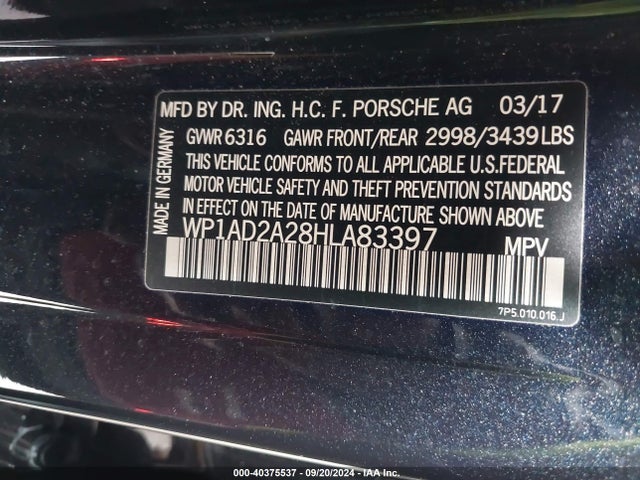 MFD BY DR. ING. H.C. F. PORSCHE AG 03/17
GVWR 6316 GAWR FRONT/REAR 2998/3439 LBS
THIS VEHICLE CONFORMS TO ALL APPLICABLE U.S.FEDERAL
MOTOR VEHICLE SAFETY AND THEFT PREVENTION STANDARDS
IN EFFECT ON THE DATE OF MANUFACTURE SHOWN ABOVE
WP1AD2A28HLA83397 MPV
MADE IN GERMANY
7P5.010.016.J
000-40375537 - 09/20/2024 - IAA Inc.